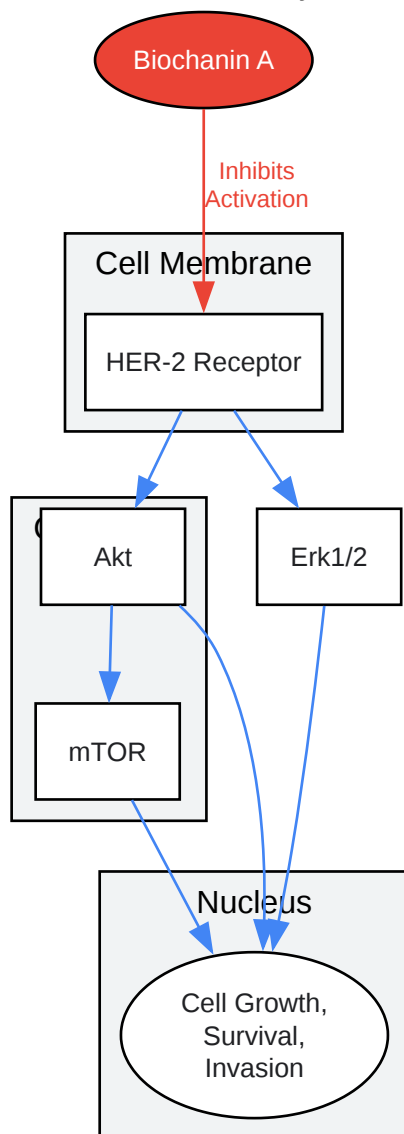 Biochanin A
Inhibits
Activation
Cell Membrane
HER-2 Receptor
Akt
Erk1/2
mTOR
Nucleus
Cell Growth,
Survival,
Invasion